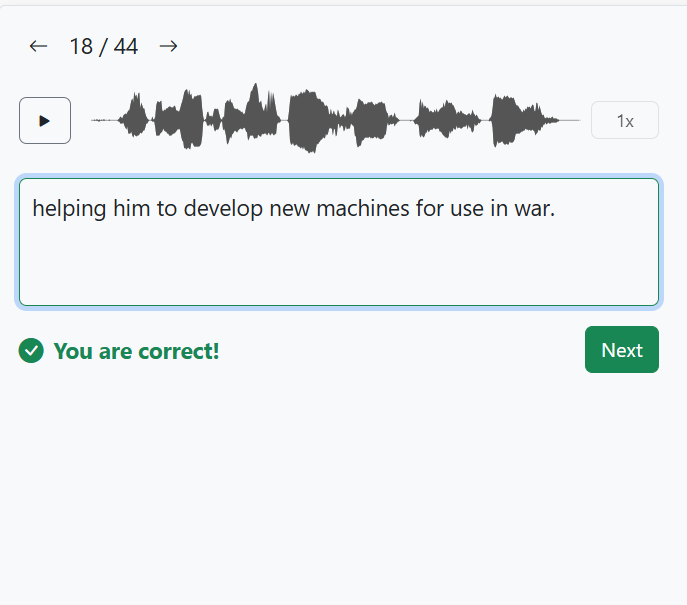 ← 18 / 44 →
1x
helping him to develop new machines for use in war.
You are correct!
Next